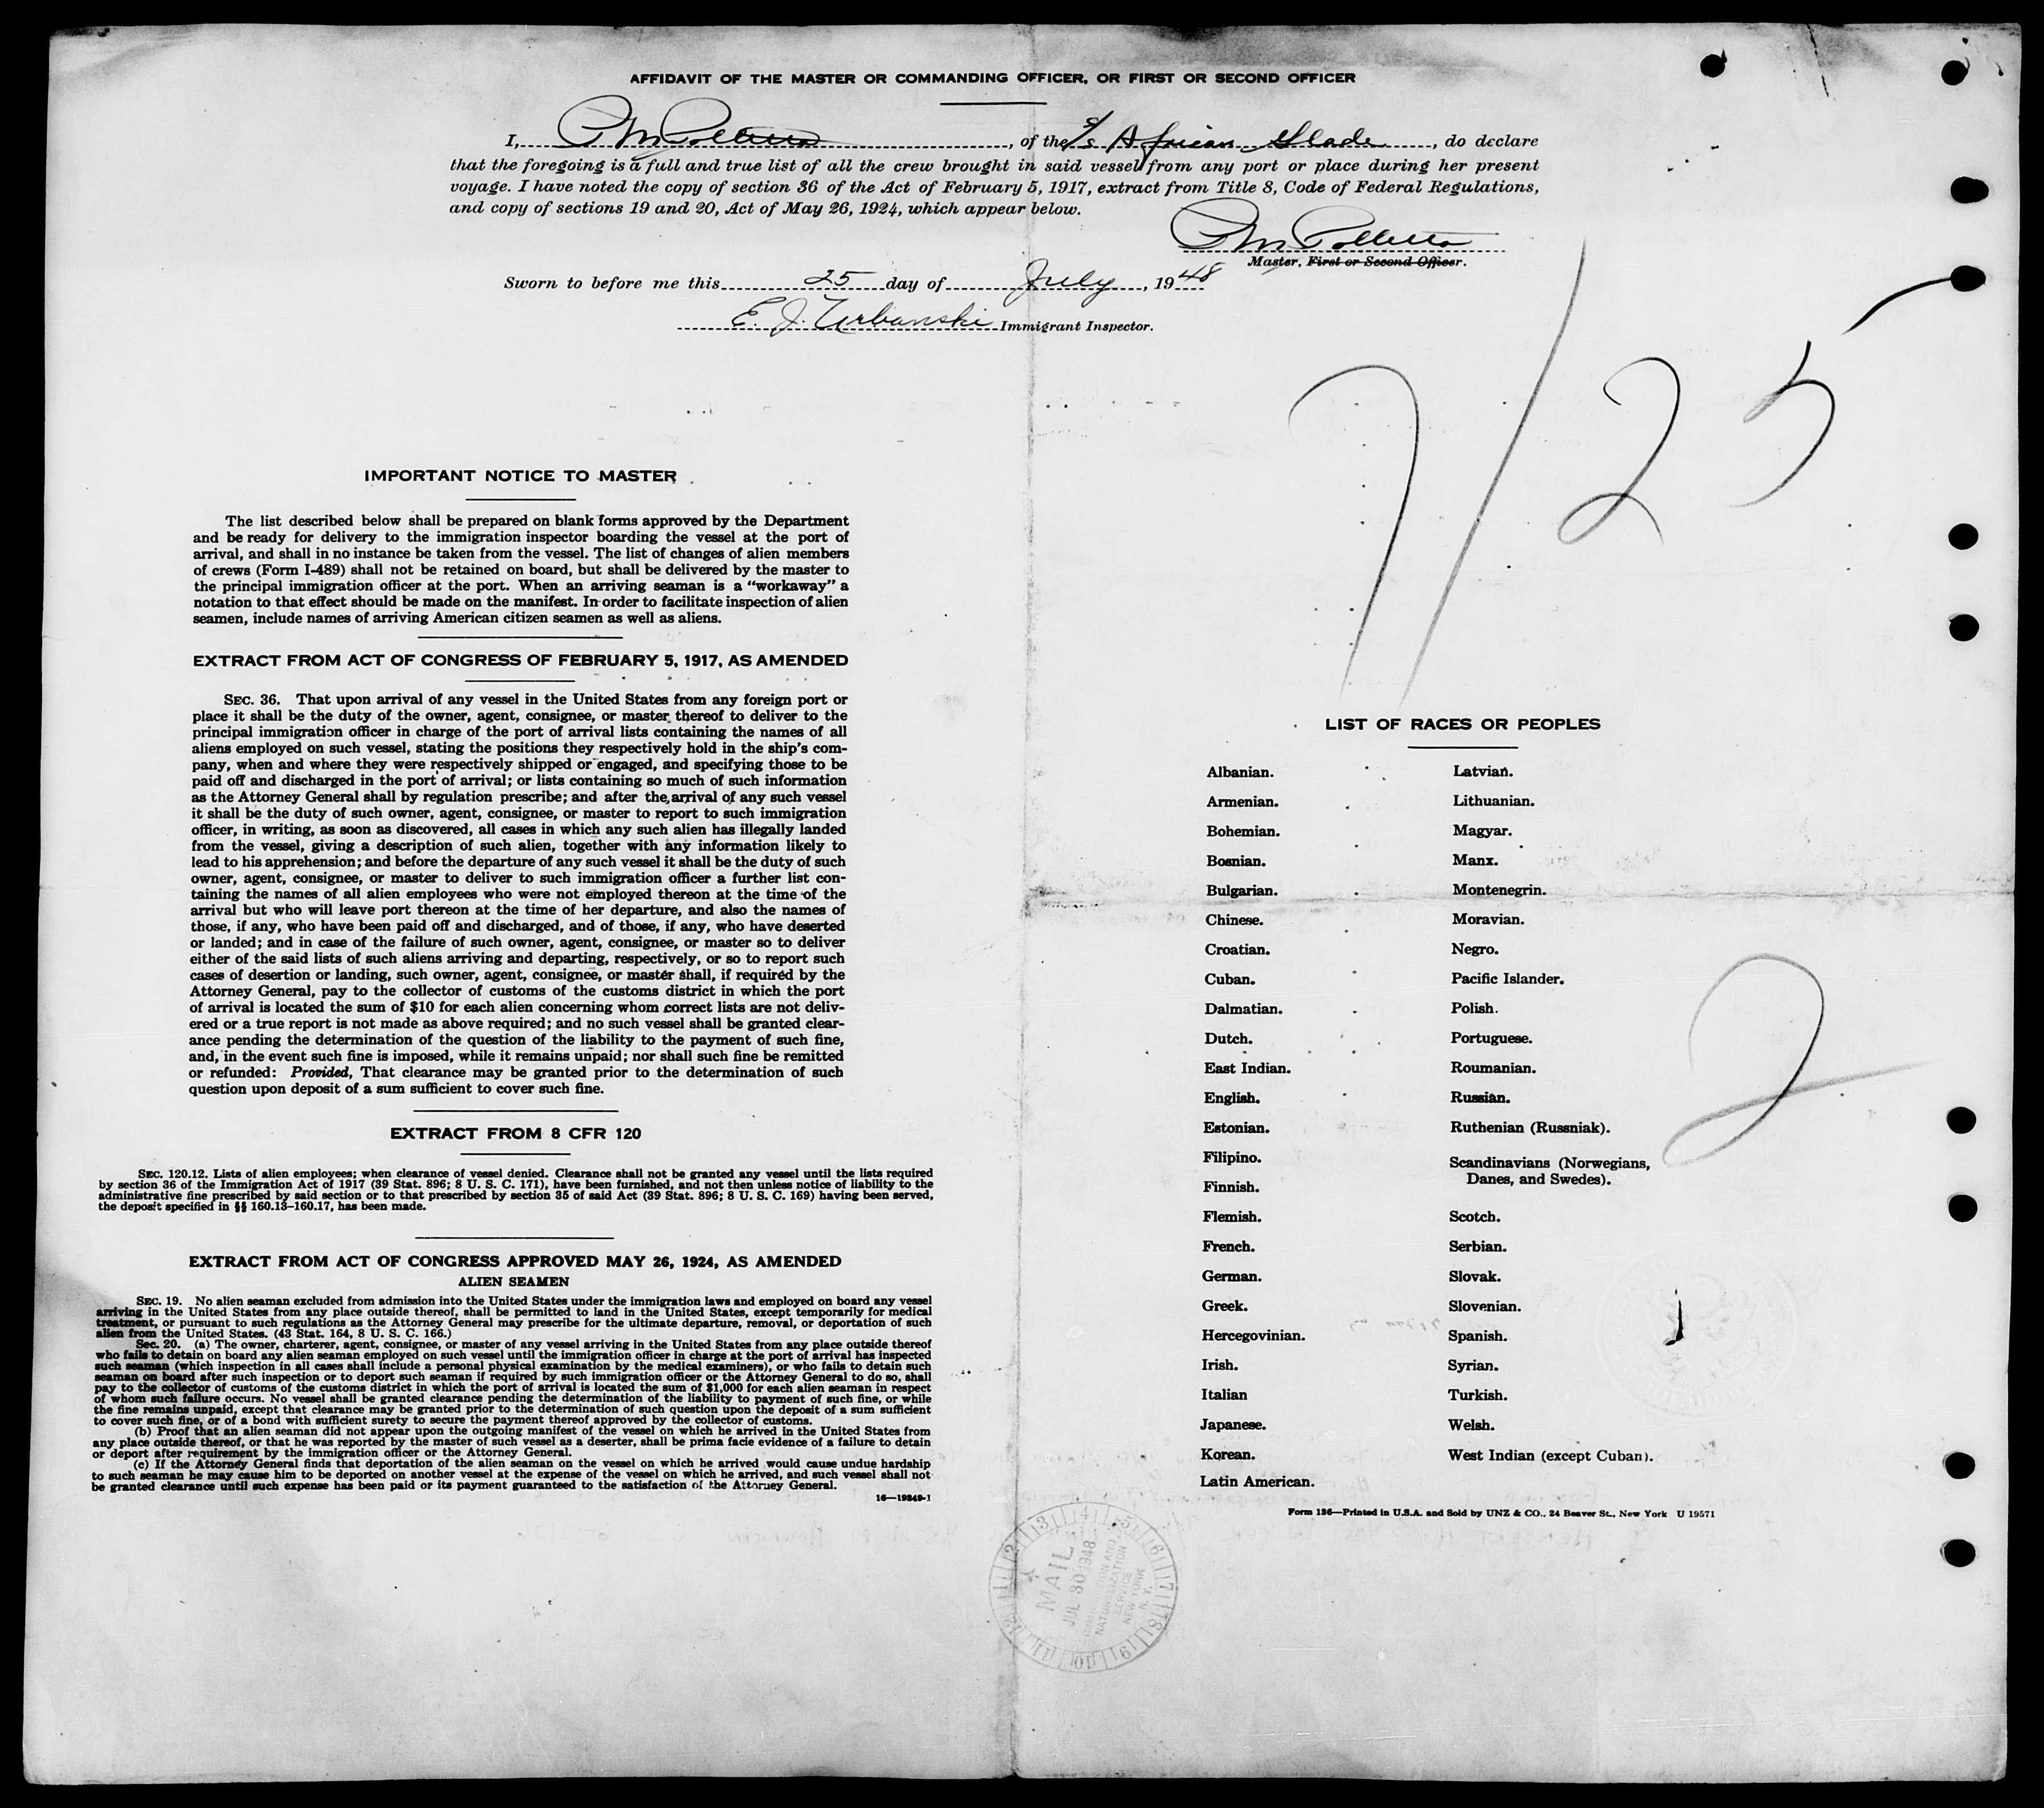 AFFIDAVIT OF THE MASTER OR COMMANDING OFFICER, OR FIRST OR SECOND OFFICER
I, , of the S/s African Glade, do declare
that the foregoing is a full and true list of all the crew brought in said vessel from any port or place during her present
voyage. I have noted the copy of section 36 of the Act of February 5, 1917, extract from Title 8, Code of Federal Regulations,
and copy of sections 19 and 20, Act of May 26, 1924, which appear below.
Master, First or Second Officer.
Sworn to before me this 25 day of July, 1948
E. J. Urbanski Immigrant Inspector.
7/25
IMPORTANT NOTICE TO MASTER
The list described below shall be prepared on blank forms approved by the Department
and be ready for delivery to the immigration inspector boarding the vessel at the port of
arrival, and shall in no instance be taken from the vessel. The list of changes of alien members
of crews (Form I-489) shall not be retained on board, but shall be delivered by the master to
the principal immigration officer at the port. When an arriving seaman is a "workaway" a
notation to that effect should be made on the manifest. In order to facilitate inspection of alien
seamen, include names of arriving American citizen seamen as well as aliens.
EXTRACT FROM ACT OF CONGRESS OF FEBRUARY 5, 1917, AS AMENDED
SEC. 36. That upon arrival of any vessel in the United States from any foreign port or
place it shall be the duty of the owner, agent, consignee, or master thereof to deliver to the
principal immigration officer in charge of the port of arrival lists containing the names of all
aliens employed on such vessel, stating the positions they respectively hold in the ship's com-
pany, when and where they were respectively shipped or engaged, and specifying those to be
paid off and discharged in the port of arrival; or lists containing so much of such information
as the Attorney General shall by regulation prescribe; and after the arrival of any such vessel
it shall be the duty of such owner, agent, consignee, or master to report to such immigration
officer, in writing, as soon as discovered, all cases in which any such alien has illegally landed
from the vessel, giving a description of such alien, together with any information likely to
lead to his apprehension; and before the departure of any such vessel it shall be the duty of such
owner, agent, consignee, or master to deliver to such immigration officer a further list con-
taining the names of all alien employees who were not employed thereon at the time of the
arrival but who will leave port thereon at the time of her departure, and also the names of
those, if any, who have been paid off and discharged, and of those, if any, who have deserted
or landed; and in case of the failure of such owner, agent, consignee, or master so to deliver
either of the said lists of such aliens arriving and departing, respectively, or so to report such
cases of desertion or landing, such owner, agent, consignee, or master shall, if required by the
Attorney General, pay to the collector of customs of the customs district in which the port
of arrival is located the sum of $10 for each alien concerning whom correct lists are not deliv-
ered or a true report is not made as above required; and no such vessel shall be granted clear-
ance pending the determination of the question of the liability to the payment of such fine,
and, in the event such fine is imposed, while it remains unpaid; nor shall such fine be remitted
or refunded: Provided, That clearance may be granted prior to the determination of such
question upon deposit of a sum sufficient to cover such fine.
EXTRACT FROM 8 CFR 120
SEC. 120.12. Lists of alien employees; when clearance of vessel denied. Clearance shall not be granted any vessel until the lists required
by section 36 of the Immigration Act of 1917 (39 Stat. 896; 8 U. S. C. 171), have been furnished, and not then unless notice of liability to the
administrative fine prescribed by said section or to that prescribed by section 35 of said Act (39 Stat. 896; 8 U. S. C. 169) having been served,
the deposit specified in §§ 160.13–160.17, has been made.
EXTRACT FROM ACT OF CONGRESS APPROVED MAY 26, 1924, AS AMENDED
ALIEN SEAMEN
SEC. 19. No alien seaman excluded from admission into the United States under the immigration laws and employed on board any vessel
arriving in the United States from any place outside thereof, shall be permitted to land in the United States, except temporarily for medical
treatment, or pursuant to such regulations as the Attorney General may prescribe for the ultimate departure, removal, or deportation of such
alien from the United States. (43 Stat. 164, 8 U. S. C. 166.)
Sec. 20. (a) The owner, charterer, agent, consignee, or master of any vessel arriving in the United States from any place outside thereof
who fails to detain on board any alien seaman employed on such vessel until the immigration officer in charge at the port of arrival has inspected
such seaman (which inspection in all cases shall include a personal physical examination by the medical examiners), or who fails to detain such
seaman on board after such inspection or to deport such seaman if required by such immigration officer or the Attorney General to do so, shall
pay to the collector of customs of the customs district in which the port of arrival is located the sum of $1,000 for each alien seaman in respect
of whom such failure occurs. No vessel shall be granted clearance pending the determination of the liability to payment of such fine, or while
the fine remains unpaid, except that clearance may be granted prior to the determination of such question upon the deposit of a sum sufficient
to cover such fine, or of a bond with sufficient surety to secure the payment thereof approved by the collector of customs.
(b) Proof that an alien seaman did not appear upon the outgoing manifest of the vessel on which he arrived in the United States from
any place outside thereof, or that he was reported by the master of such vessel as a deserter, shall be prima facie evidence of a failure to detain
or deport after requirement by the immigration officer or the Attorney General.
(c) If the Attorney General finds that deportation of the alien seaman on the vessel on which he arrived would cause undue hardship
to such seaman he may cause him to be deported on another vessel at the expense of the vessel on which he arrived, and such vessel shall not
be granted clearance until such expense has been paid or its payment guaranteed to the satisfaction of the Attorney General.
16—19849-1
LIST OF RACES OR PEOPLES
Albanian.
Armenian.
Bohemian.
Bosnian.
Bulgarian.
Chinese.
Croatian.
Cuban.
Dalmatian.
Dutch.
East Indian.
English.
Estonian.
Filipino.
Finnish.
Flemish.
French.
German.
Greek.
Hercegovinian.
Irish.
Italian
Japanese.
Korean.
Latin American.
Latvian.
Lithuanian.
Magyar.
Manx.
Montenegrin.
Moravian.
Negro.
Pacific Islander.
Polish.
Portuguese.
Roumanian.
Russian.
Ruthenian (Russniak).
Scandinavians (Norwegians,
Danes, and Swedes).
Scotch.
Serbian.
Slovak.
Slovenian.
Spanish.
Syrian.
Turkish.
Welsh.
West Indian (except Cuban).
2
Form 136—Printed in U.S.A. and Sold by UNZ & CO., 24 Beaver St., New York U 19571
MAIL
JUL 30 1948
IMMIGRATION AND
NATURALIZATION
SERVICE
NEW YORK
N. Y.